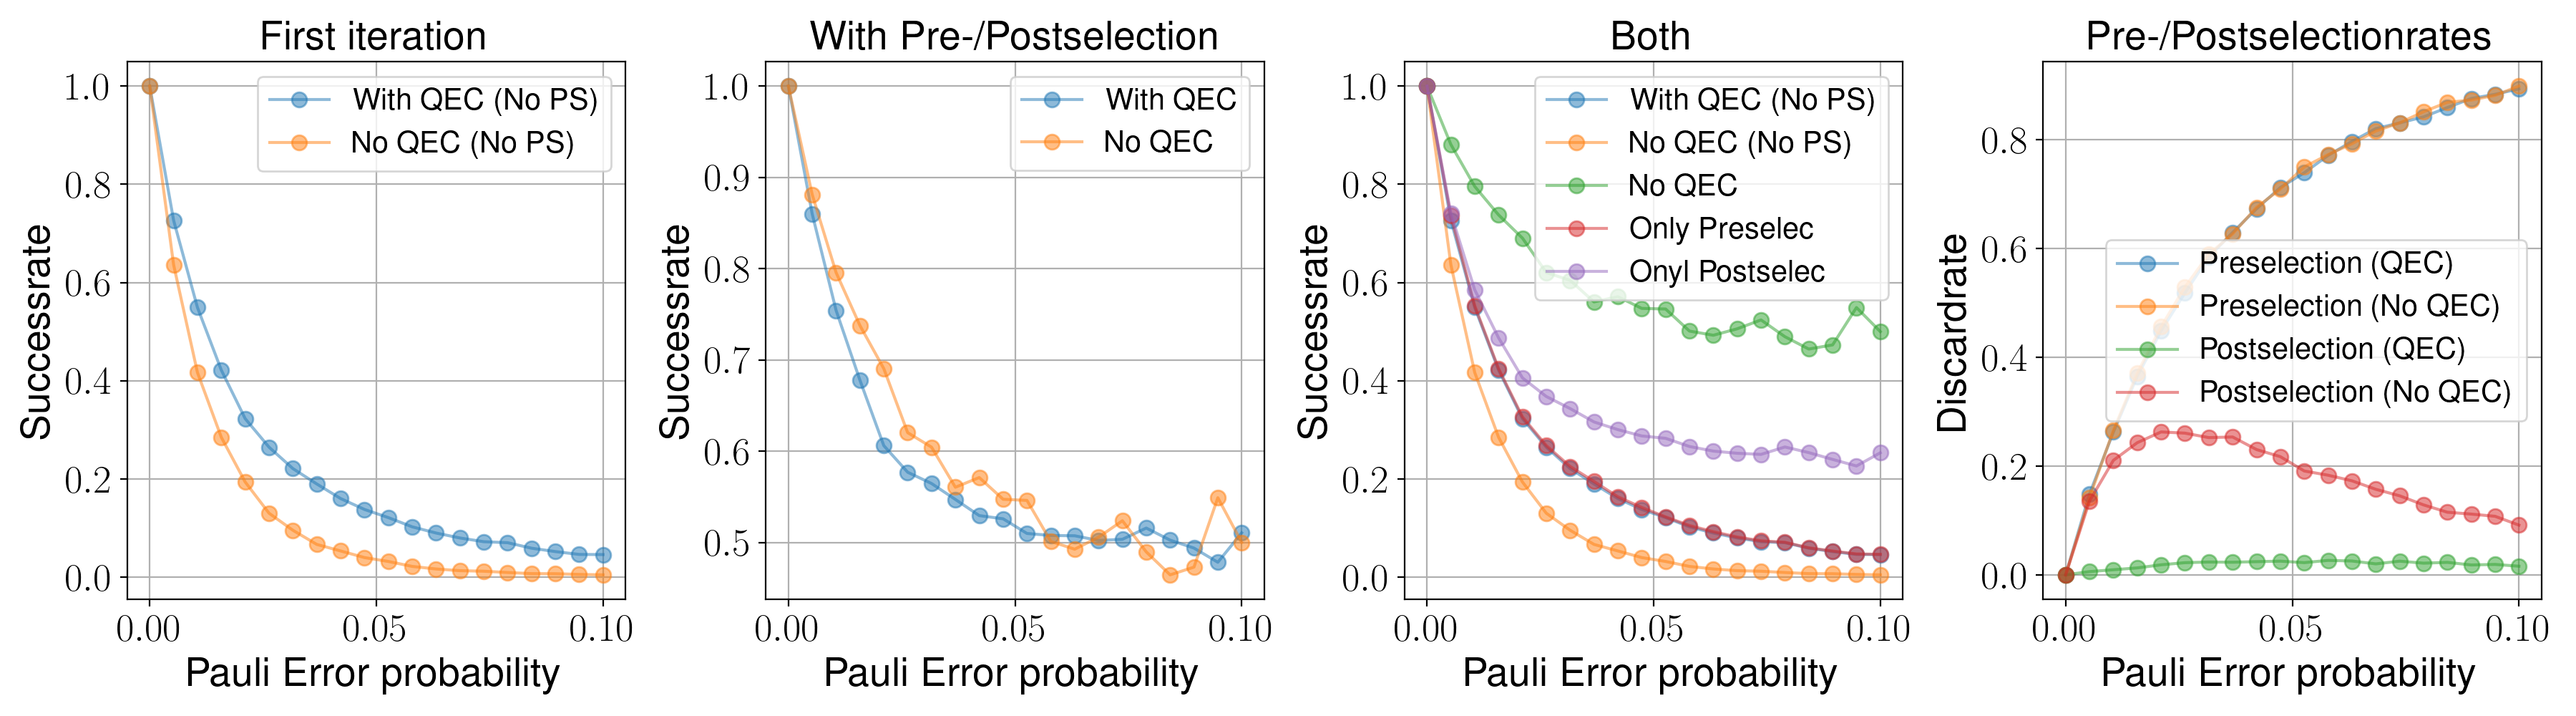 First iteration
With QEC (No PS)
No QEC (No PS)
1.0
0.8
0.6
0.4
0.2
0.0
Successrate
0.00 0.05 0.10
Pauli Error probability
With Pre-/Postselection
With QEC
No QEC
1.0
0.9
0.8
0.7
0.6
0.5
Successrate
0.00 0.05 0.10
Pauli Error probability
Both
With QEC (No PS)
No QEC (No PS)
No QEC
Only Preselec
Onyl Postselec
1.0
0.8
0.6
0.4
0.2
0.0
Successrate
0.00 0.05 0.10
Pauli Error probability
Pre-/Postselectionrates
Preselection (QEC)
Preselection (No QEC)
Postselection (QEC)
Postselection (No QEC)
0.8
0.6
0.4
0.2
0.0
Discardrate
0.00 0.05 0.10
Pauli Error probability